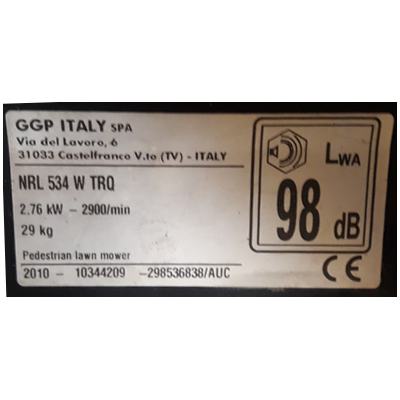 GGP ITALY SPA
Via del Lavoro, 6
31033 Castelfranco V.to (TV) - ITALY
NRL 534 W TRQ
2,76 kW - 2900/min
29 kg
Pedestrian lawn mower
2010- 10344209 -298536838/AUC
LWA
98 dB
CE